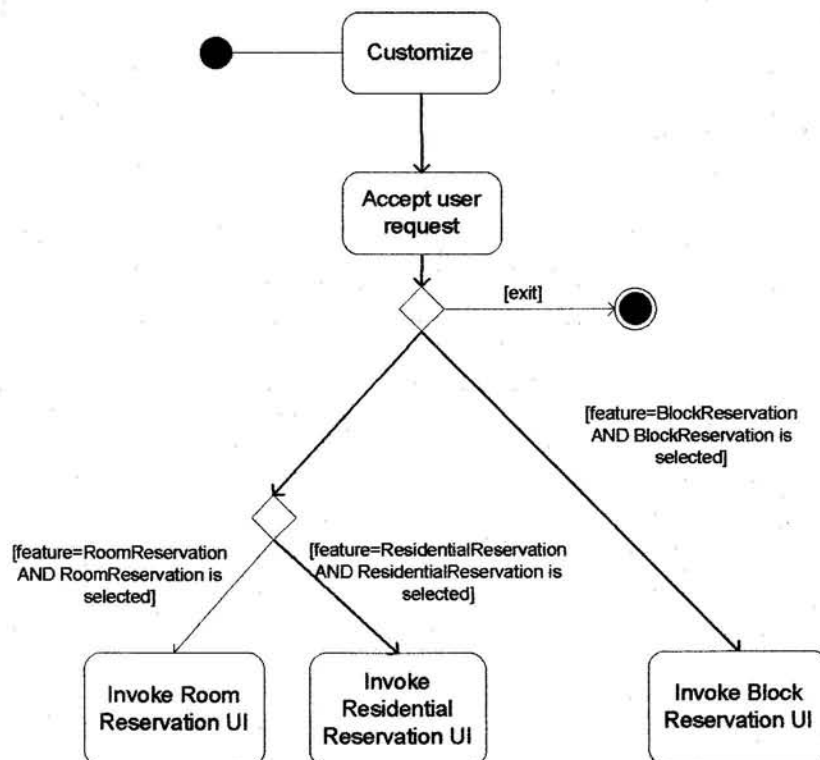 Customize
Accept user
request
[exit]
[feature=BlockReservation
AND BlockReservation is
selected]
[feature=RoomReservation
AND RoomReservation is
selected]
[feature=ResidentialReservation
AND ResidentialReservation is
selected]
Invoke Room
Reservation UI
Invoke
Residential
Reservation UI
Invoke Block
Reservation UI